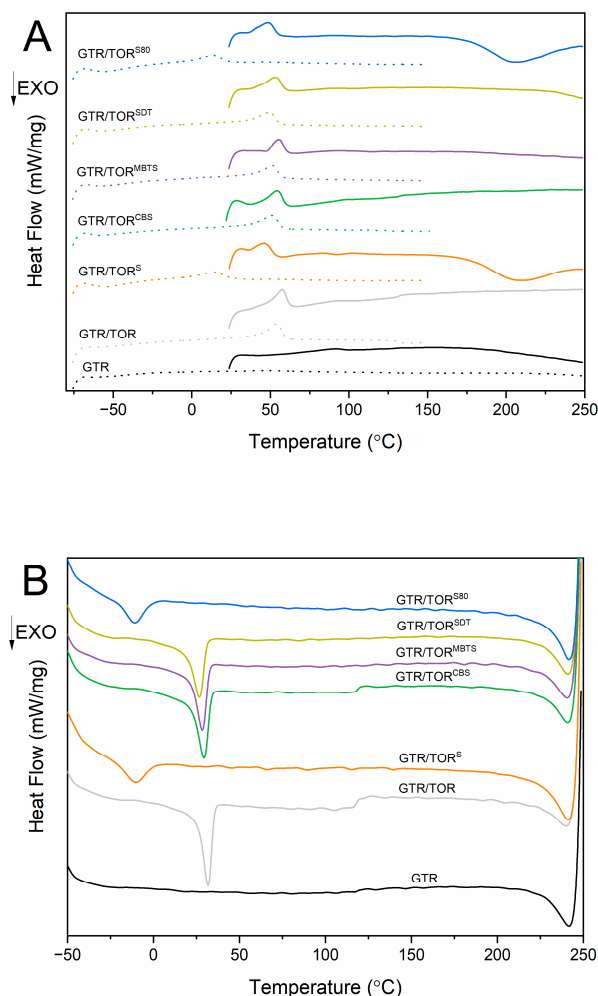 A
EXO
Heat Flow (mW/mg)
GTR/TOR^S80
GTR/TOR^SDT
GTR/TOR^MBTS
GTR/TOR^CBS
GTR/TOR^S
GTR/TOR
GTR
−50 0 50 100 150 200 250
Temperature (°C)
B
EXO
Heat Flow (mW/mg)
GTR/TOR^S80
GTR/TOR^SDT
GTR/TOR^MBTS
GTR/TOR^CBS
GTR/TOR^S
GTR/TOR
GTR
−50 0 50 100 150 200 250
Temperature (°C)